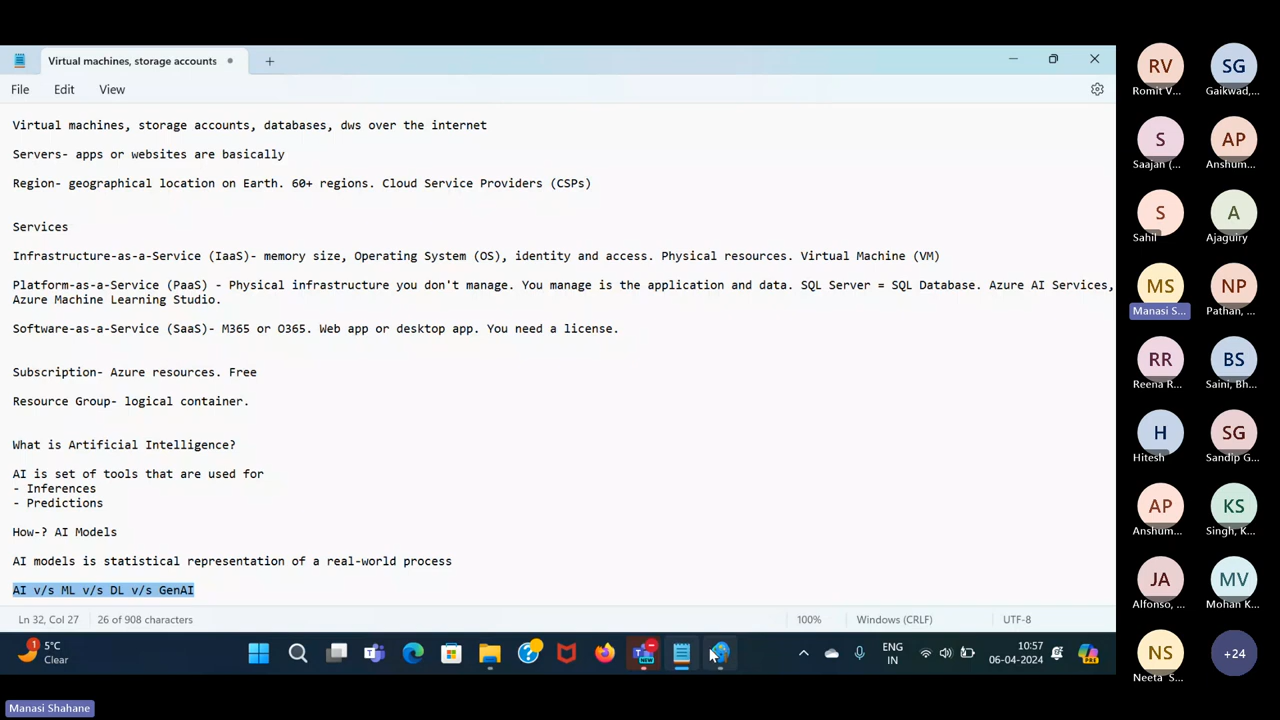 Virtual machines, storage accounts
File
Edit
View
Virtual machines, storage accounts, databases, dws over the internet
Servers- apps or websites are basically
Region- geographical location on Earth. 60+ regions. Cloud Service Providers (CSPs)
Services
Infrastructure-as-a-Service (IaaS)- memory size, Operating System (OS), identity and access. Physical resources. Virtual Machine (VM)
Platform-as-a-Service (PaaS) - Physical infrastructure you don't manage. You manage is the application and data. SQL Server = SQL Database. Azure AI Services,
Azure Machine Learning Studio.
Software-as-a-Service (SaaS)- M365 or O365. Web app or desktop app. You need a license.
Subscription- Azure resources. Free
Resource Group- logical container.
What is Artificial Intelligence?
AI is set of tools that are used for
- Inferences
- Predictions
How-? AI Models
AI models is statistical representation of a real-world process
AI v/s ML v/s DL v/s GenAI
Ln 32, Col 27
26 of 908 characters
100%
Windows (CRLF)
UTF-8
1
5°C
Clear
NEW
ENG
IN
10:57
06-04-2024
PRE
RV
Romit V...
SG
Gaikwad,...
S
Saajan (...
AP
Anshum...
S
Sahil
A
Ajaguiry
MS
Manasi S...
NP
Pathan, ...
RR
Reena R...
BS
Saini, Bh...
H
Hitesh
SG
Sandip G...
AP
Anshum...
KS
Singh, K...
JA
Alfonso, ...
MV
Mohan K...
NS
Neeta S...
+24
Manasi Shahane